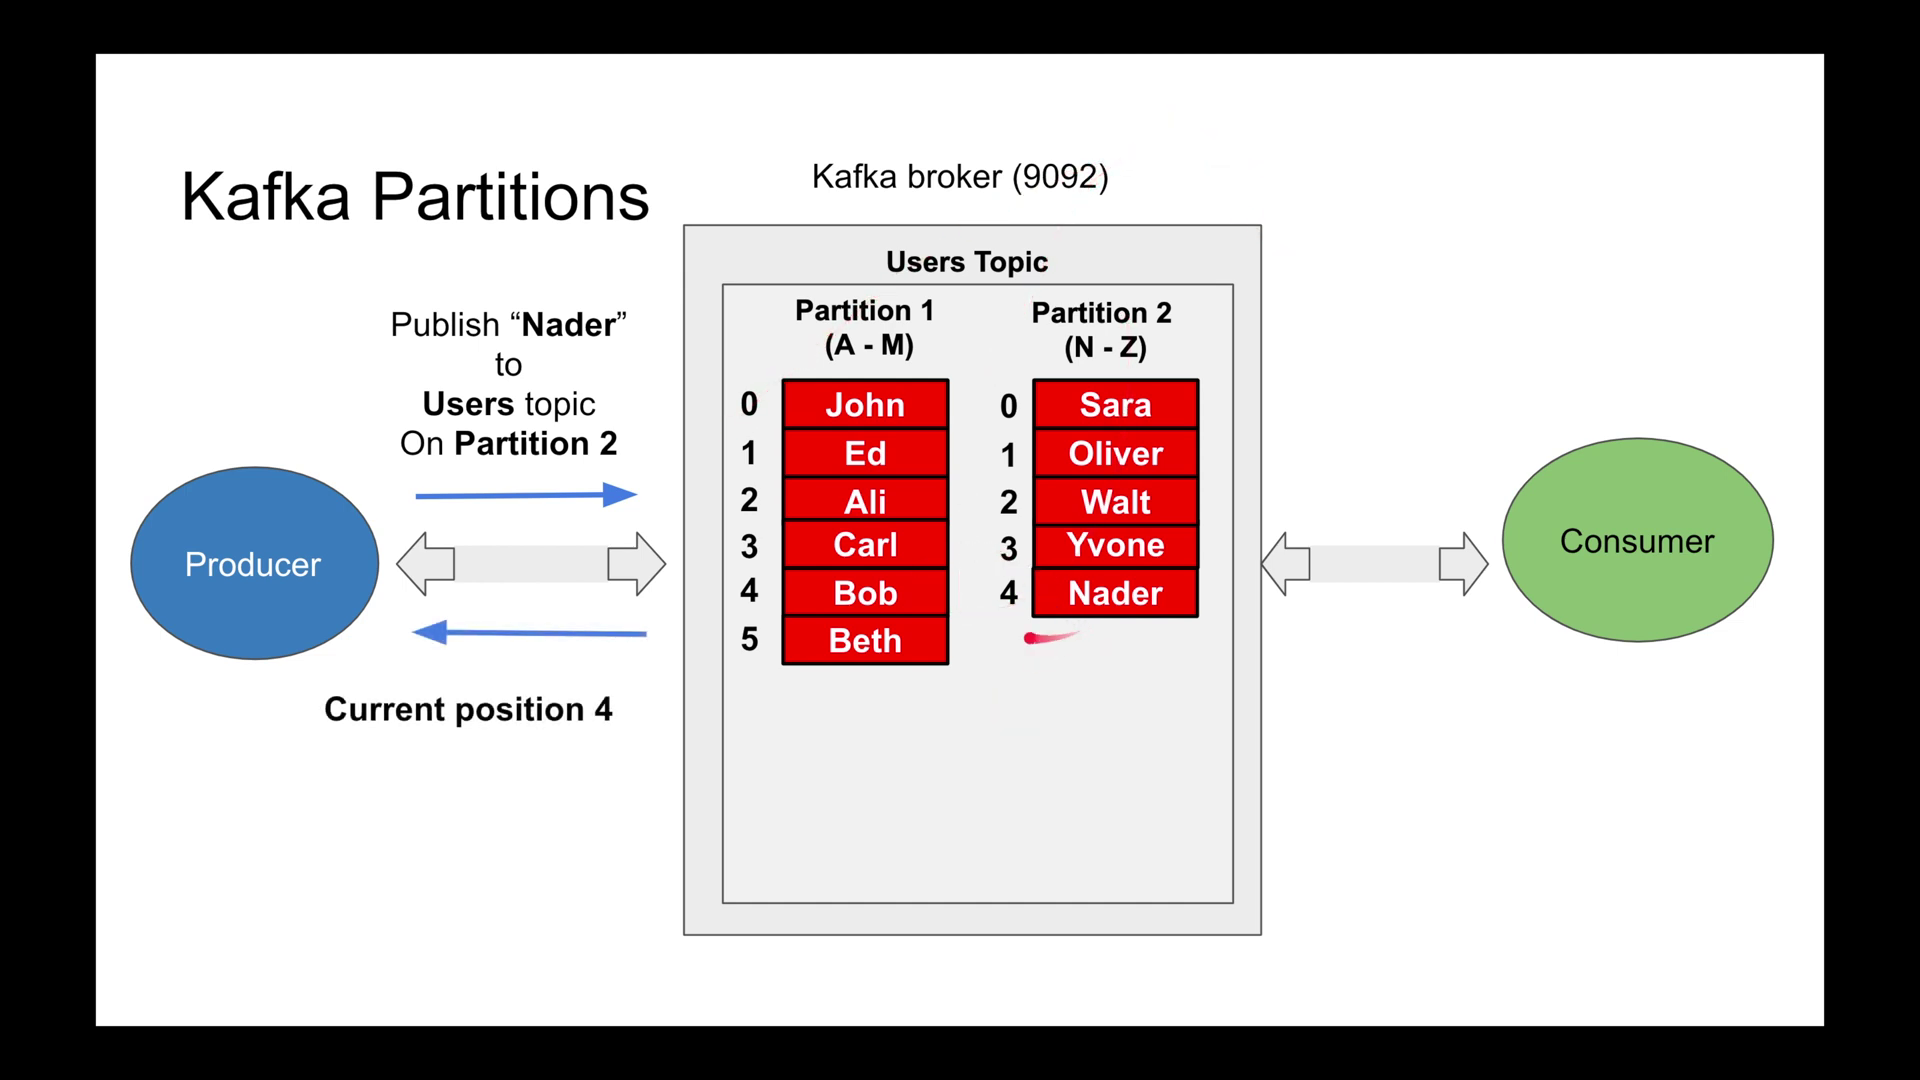 Kafka Partitions
Kafka broker (9092)
Users Topic
Publish “Nader”
to
Users topic
On Partition 2
Producer
Current position 4
Partition 1
(A - M)
0 John
1 Ed
2 Ali
3 Carl
4 Bob
5 Beth
Partition 2
(N - Z)
0 Sara
1 Oliver
2 Walt
3 Yvone
4 Nader
Consumer